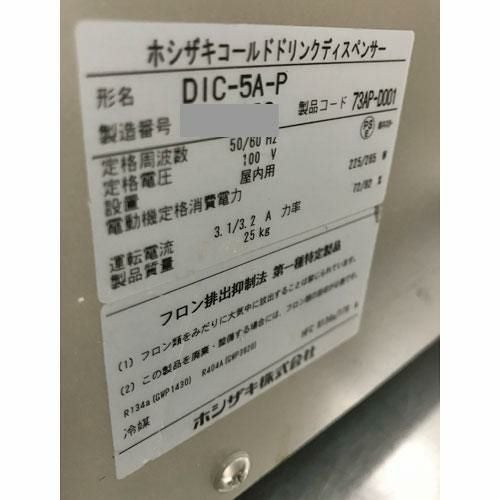 ホシザキコールドドリンクディスペンサー
形名 DIC-5A-P
製造番号 製品コード 73AP-D001
定格周波数 50/60 Hz
定格電圧 100 V
設置 屋内用
電動機定格消費電力 225/265 W
力率 72/82 %
運転電流 3.1/3.2 A
製品質量 25 kg
PSE
フロン排出抑制法 第一種特定製品
(1) フロン類をみだりに大気中に放出することは禁じられています。
(2) この製品を廃棄・整備する場合には、フロン類の回収が必要です。
R134a(GWP1430) R404A(GWP3920)
冷媒 HFC
ホシザキ株式会社